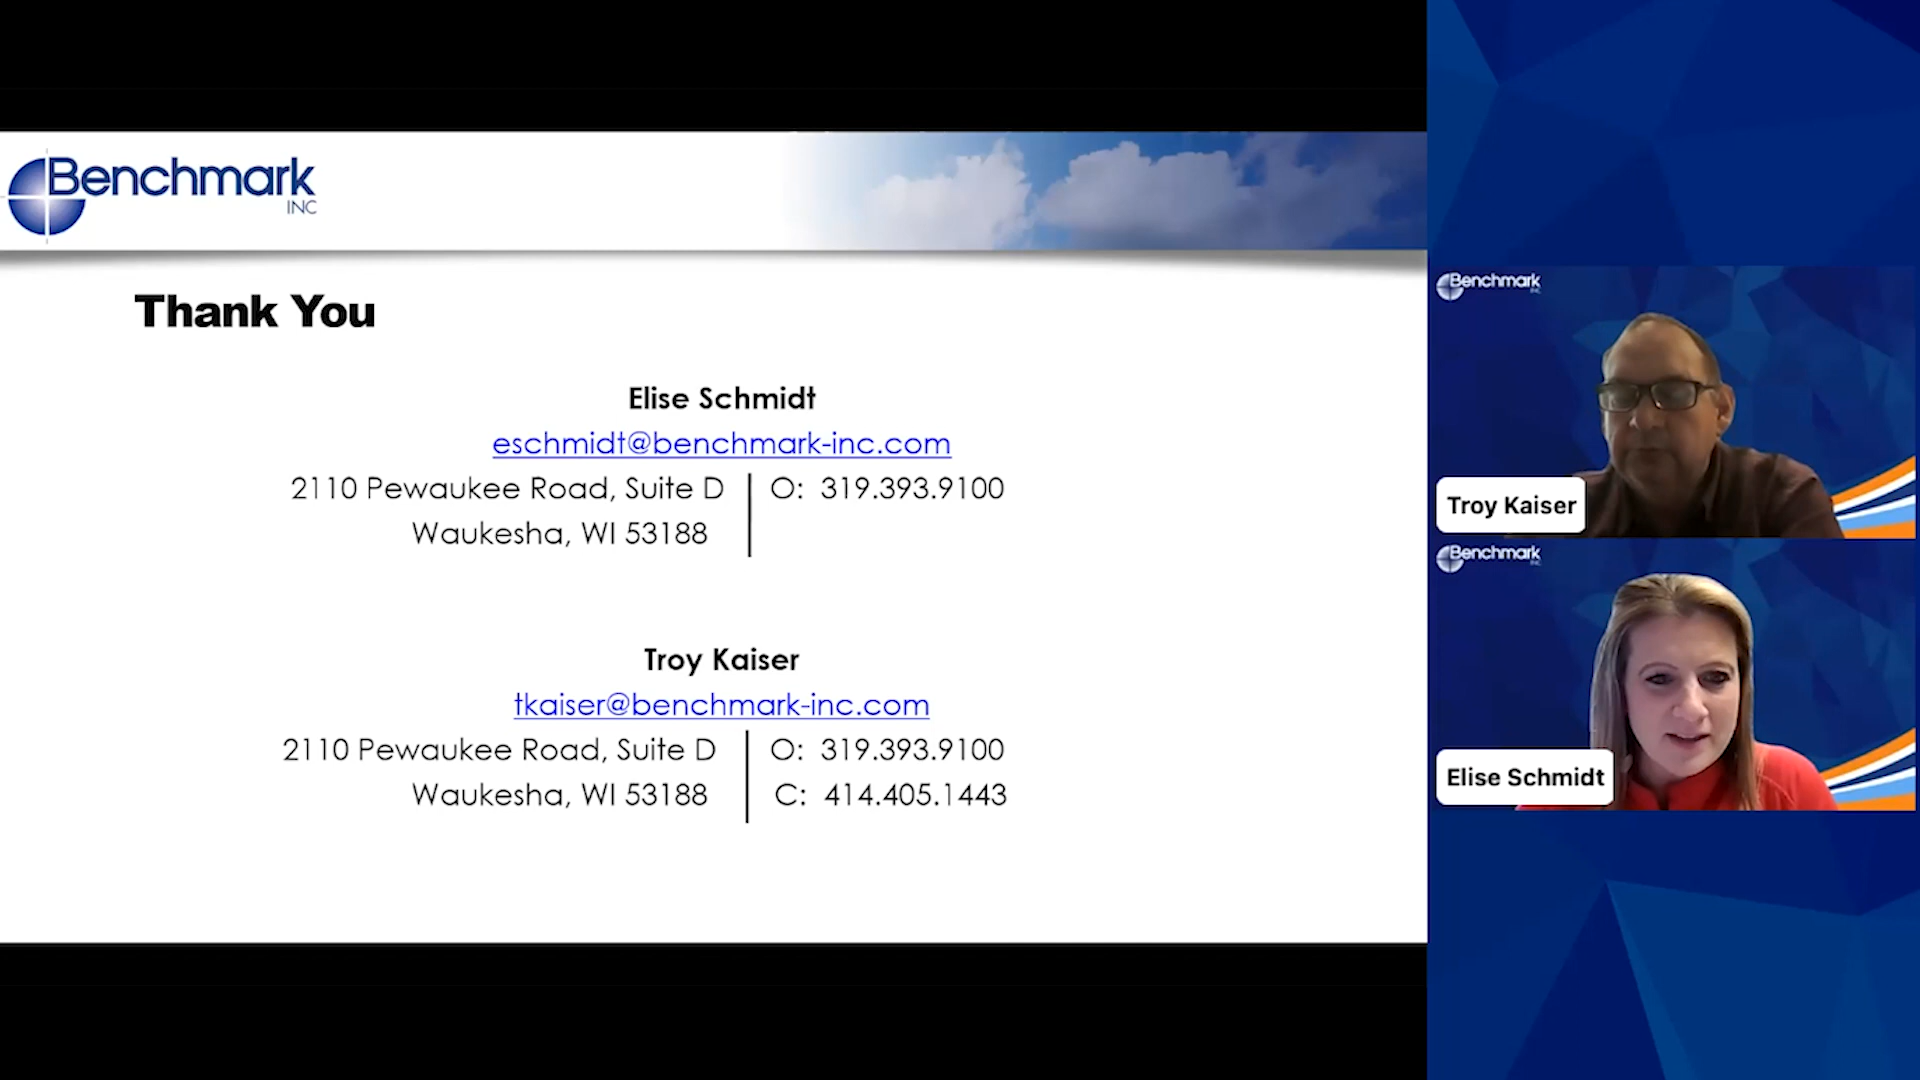 Benchmark
INC
Thank You
Elise Schmidt
eschmidt@benchmark-inc.com
2110 Pewaukee Road, Suite D
O: 319.393.9100
Waukesha, WI 53188
Troy Kaiser
tkaiser@benchmark-inc.com
2110 Pewaukee Road, Suite D
O: 319.393.9100
Waukesha, WI 53188
C: 414.405.1443
Benchmark
INC
Troy Kaiser
Benchmark
INC
Elise Schmidt